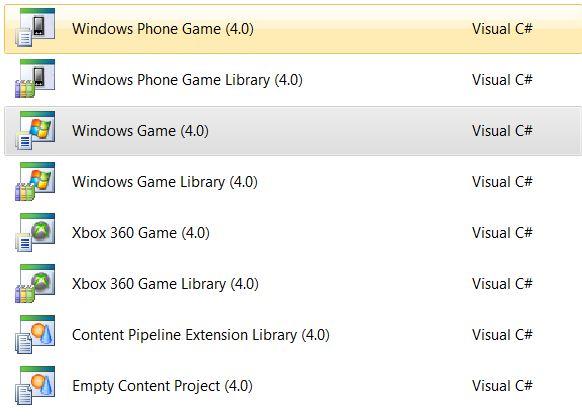 Windows Phone Game (4.0) Visual C#
Windows Phone Game Library (4.0) Visual C#
Windows Game (4.0) Visual C#
Windows Game Library (4.0) Visual C#
Xbox 360 Game (4.0) Visual C#
Xbox 360 Game Library (4.0) Visual C#
Content Pipeline Extension Library (4.0) Visual C#
Empty Content Project (4.0) Visual C#